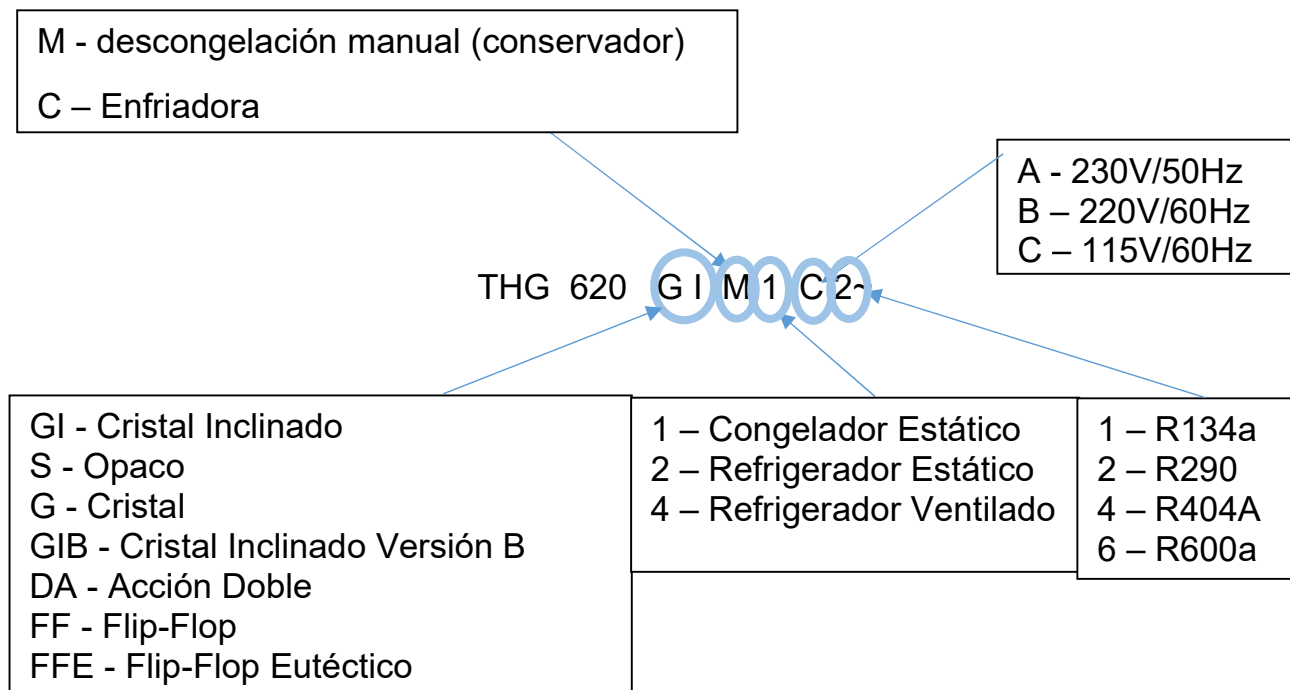 M - descongelación manual (conservador)
C – Enfriadora
A - 230V/50Hz
B – 220V/60Hz
C – 115V/60Hz
THG 620 G I M 1 C 2~
GI - Cristal Inclinado
S - Opaco
G - Cristal
GIB - Cristal Inclinado Versión B
DA - Acción Doble
FF - Flip-Flop
FFE - Flip-Flop Eutéctico
1 – Congelador Estático
2 – Refrigerador Estático
4 – Refrigerador Ventilado
1 – R134a
2 – R290
4 – R404A
6 – R600a